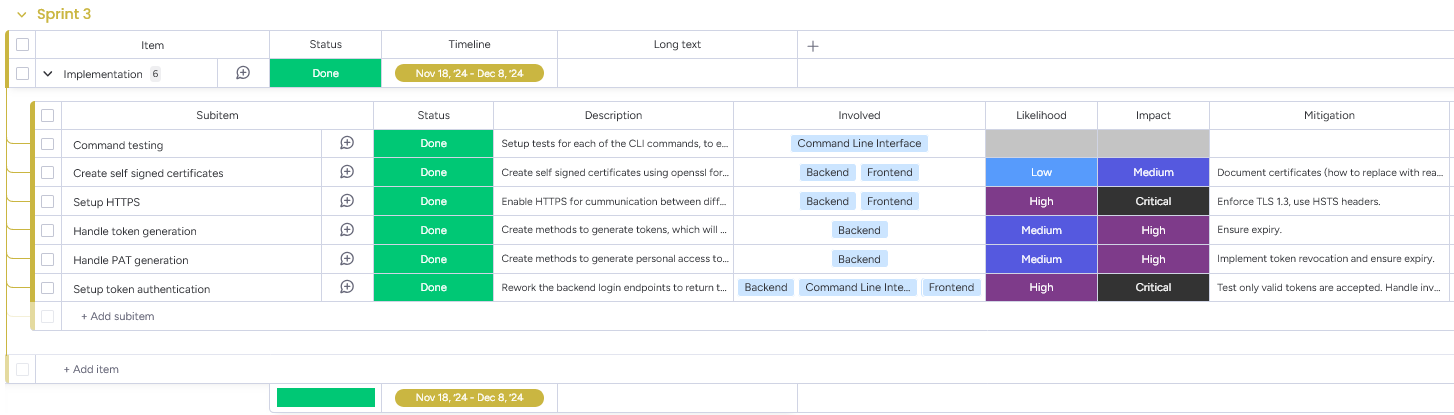 Sprint 3
Item Status Timeline Long text
Implementation 6 Done Nov 18, '24 - Dec 8, '24
Subitem Status Description Involved Likelihood Impact Mitigation
Command testing Done Setup tests for each of the CLI commands, to e... Command Line Interface
Create self signed certificates Done Create self signed certificates using openssl for... Backend Frontend Low Medium Document certificates (how to replace with rea...
Setup HTTPS Done Enable HTTPS for cummunication between diff... Backend Frontend High Critical Enforce TLS 1.3, use HSTS headers.
Handle token generation Done Create methods to generate tokens, which will ... Backend Medium High Ensure expiry.
Handle PAT generation Done Create methods to generate personal access to... Backend Medium High Implement token revocation and ensure expiry.
Setup token authentication Done Rework the backend login endpoints to return t... Backend Command Line Inte... Frontend High Critical Test only valid tokens are accepted. Handle inv...
+ Add subitem
+ Add item
Nov 18, '24 - Dec 8, '24